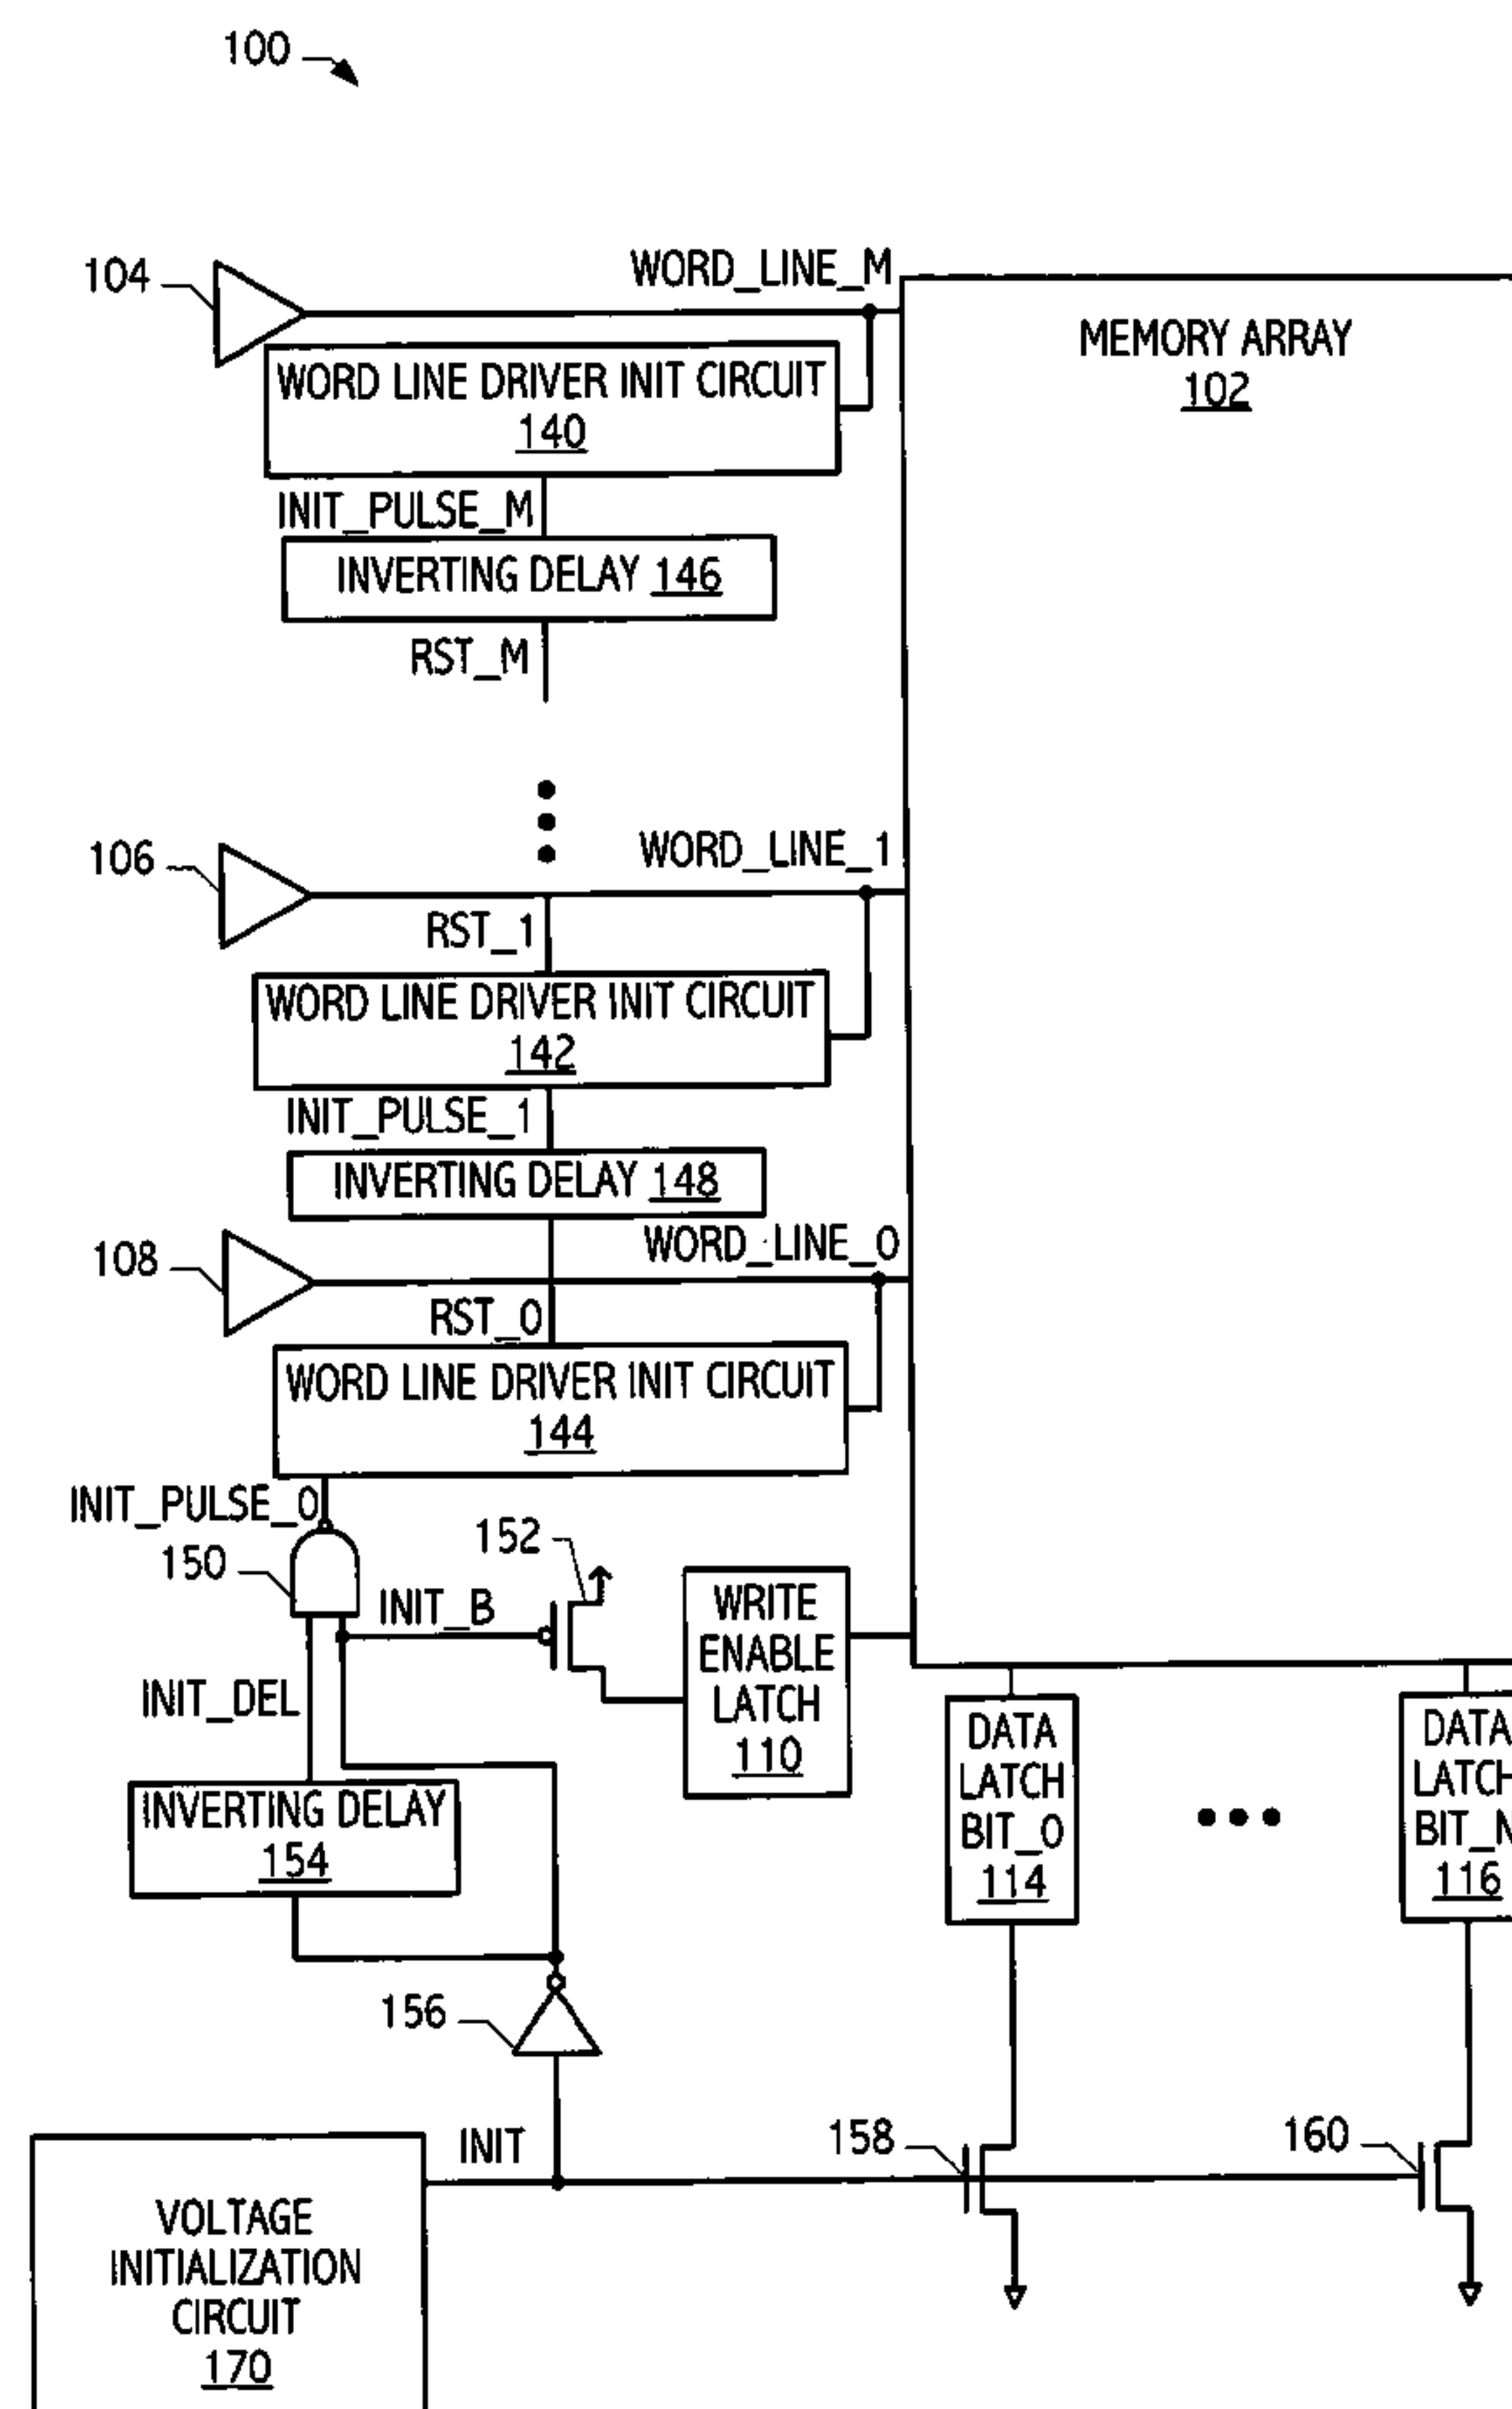 100
104
WORD_LINE_M
MEMORY ARRAY
102
WORD LINE DRIVER INIT CIRCUIT
140
INIT_PULSE_M
INVERTING DELAY 146
RST_M
106
WORD_LINE_1
RST_1
WORD LINE DRIVER INIT CIRCUIT
142
INIT_PULSE_1
INVERTING DELAY 148
108
WORD_LINE_0
RST_0
WORD LINE DRIVER INIT CIRCUIT
144
INIT_PULSE_0
150
152
INIT_B
WRITE
ENABLE
LATCH
110
INIT_DEL
INVERTING DELAY
154
DATA
LATCH
BIT_0
114
DATA
LATCH
BIT_N
116
156
INIT
158
160
VOLTAGE
INITIALIZATION
CIRCUIT
170